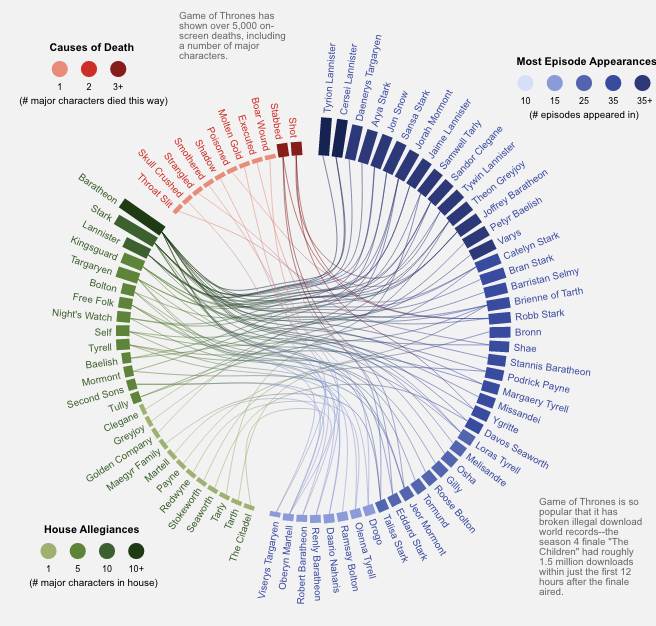 Game of Thrones has
shown over 5,000 on-
screen deaths, including
a number of major
characters.
Causes of Death
1 2 3+
(# major characters died this way)
Most Episode Appearances
10 15 25 35 35+
(# episodes appeared in)
Throat Slit
Skull Crushed
Strangled
Smothered
Shadow
Poisoned
Molten Gold
Executed
Boar Wound
Stabbed
Shot
Tyrion Lannister
Cersei Lannister
Daenerys Targaryen
Arya Stark
Jon Snow
Sansa Stark
Jorah Mormont
Jaime Lannister
Samwell Tarly
Sandor Clegane
Tywin Lannister
Theon Greyjoy
Joffrey Baratheon
Petyr Baelish
Varys
Catelyn Stark
Bran Stark
Barristan Selmy
Brienne of Tarth
Robb Stark
Bronn
Shae
Stannis Baratheon
Podrick Payne
Margaery Tyrell
Missandei
Ygritte
Davos Seaworth
Loras Tyrell
Melisandre
Osha
Gilly
Roose Bolton
Tormund
Jeor Mormont
Eddard Stark
Talisa Stark
Drogo
Olenna Tyrell
Ramsay Bolton
Daario Naharis
Renly Baratheon
Robert Baratheon
Oberyn Martell
Viserys Targaryen
Baratheon
Stark
Lannister
Kingsguard
Targaryen
Bolton
Free Folk
Night's Watch
Self
Tyrell
Baelish
Mormont
Second Sons
Tully
Clegane
Greyjoy
Golden Company
Maegyr Family
Martell
Payne
Redwyne
Stokeworth
Seaworth
Tarly
Tarth
The Citadel
House Allegiances
1 5 10 10+
(# major characters in house)
Game of Thrones is so
popular that it has
broken illegal download
world records--the
season 4 finale "The
Children" had roughly
1.5 million downloads
within just the first 12
hours after the finale
aired.